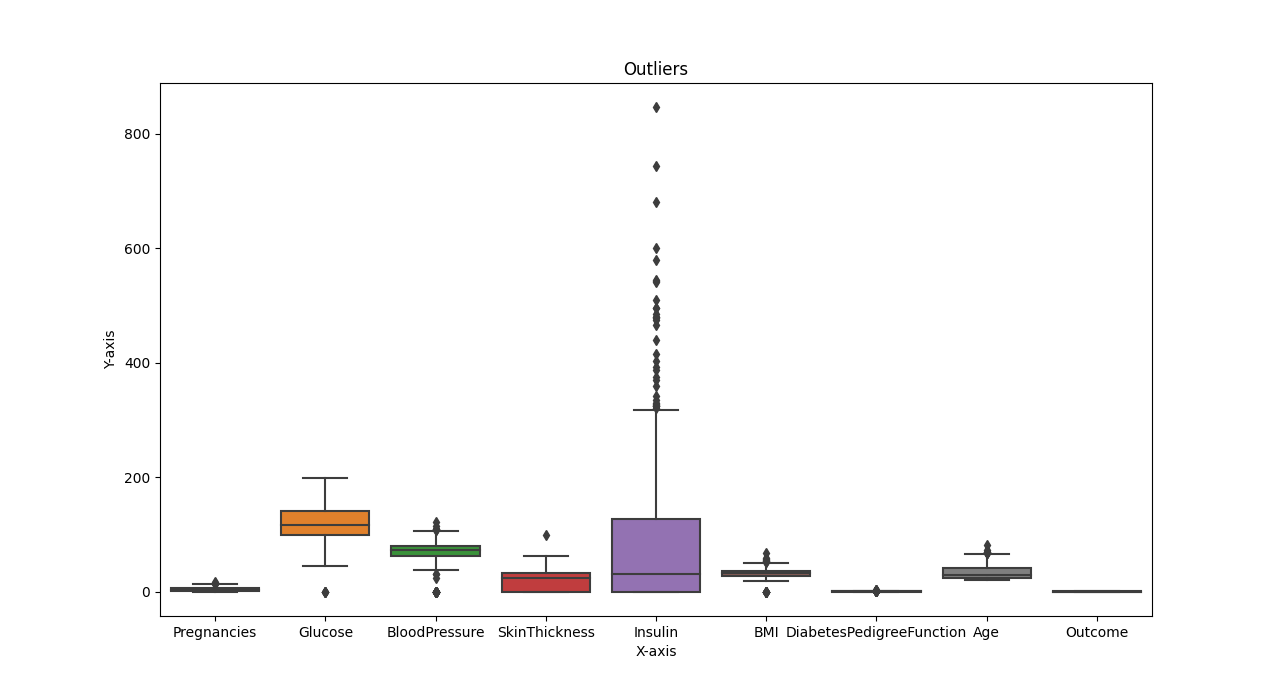 Outliers
800
600
400
200
0
Y-axis
Pregnancies Glucose BloodPressure SkinThickness Insulin BMI DiabetesPedigreeFunction Age Outcome
X-axis